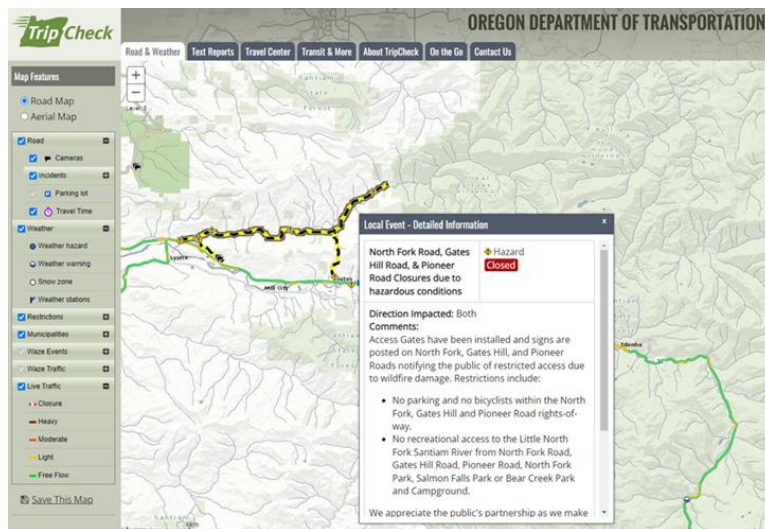 OREGON DEPARTMENT OF TRANSPORTATION
TripCheck
Road & Weather
Text Reports
Travel Center
Transit & More
About TripCheck
On the Go
Contact Us
Map Features
Road Map
Aerial Map
Road
Cameras
Incidents
Parking lot
Travel Time
Weather
Weather hazard
Weather warning
Snow zone
Weather stations
Restrictions
Municipalities
Waze Events
Waze Traffic
Live Traffic
Closure
Heavy
Moderate
Light
Free Flow
Save This Map
+
−
Santiam
State
Forest
Mill City
Idanha
Local Event - Detailed Information
x
North Fork Road, Gates
Hill Road, & Pioneer
Road Closures due to
hazardous conditions
Hazard
Closed
Direction Impacted: Both
Comments:
Access Gates have been installed and signs are
posted on North Fork, Gates Hill, and Pioneer
Roads notifying the public of restricted access due
to wildfire damage. Restrictions include:
• No parking and no bicyclists within the North
Fork, Gates Hill and Pioneer Road rights-of-
way.
• No recreational access to the Little North
Fork Santiam River from North Fork Road,
Gates Hill Road, Pioneer Road, North Fork
Park, Salmon Falls Park or Bear Creek Park
and Campground.
We appreciate the public's partnership as we make